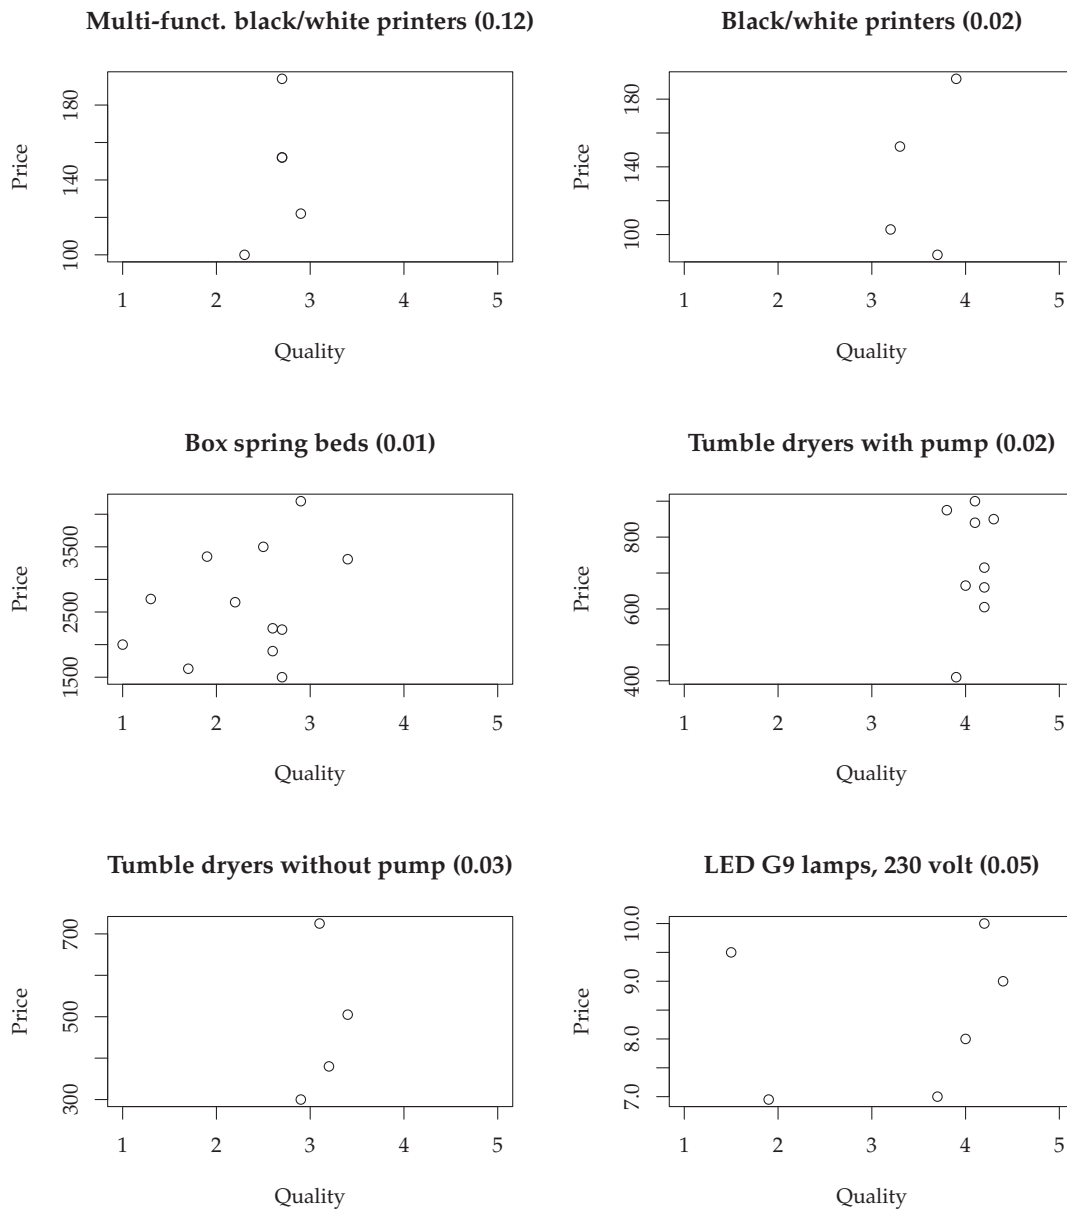 Multi-funct. black/white printers (0.12)
Price
100 140 180
1 2 3 4 5
Quality
Black/white printers (0.02)
Price
100 140 180
1 2 3 4 5
Quality
Box spring beds (0.01)
Price
1500 2500 3500
1 2 3 4 5
Quality
Tumble dryers with pump (0.02)
Price
400 600 800
1 2 3 4 5
Quality
Tumble dryers without pump (0.03)
Price
300 500 700
1 2 3 4 5
Quality
LED G9 lamps, 230 volt (0.05)
Price
7.0 8.0 9.0 10.0
1 2 3 4 5
Quality